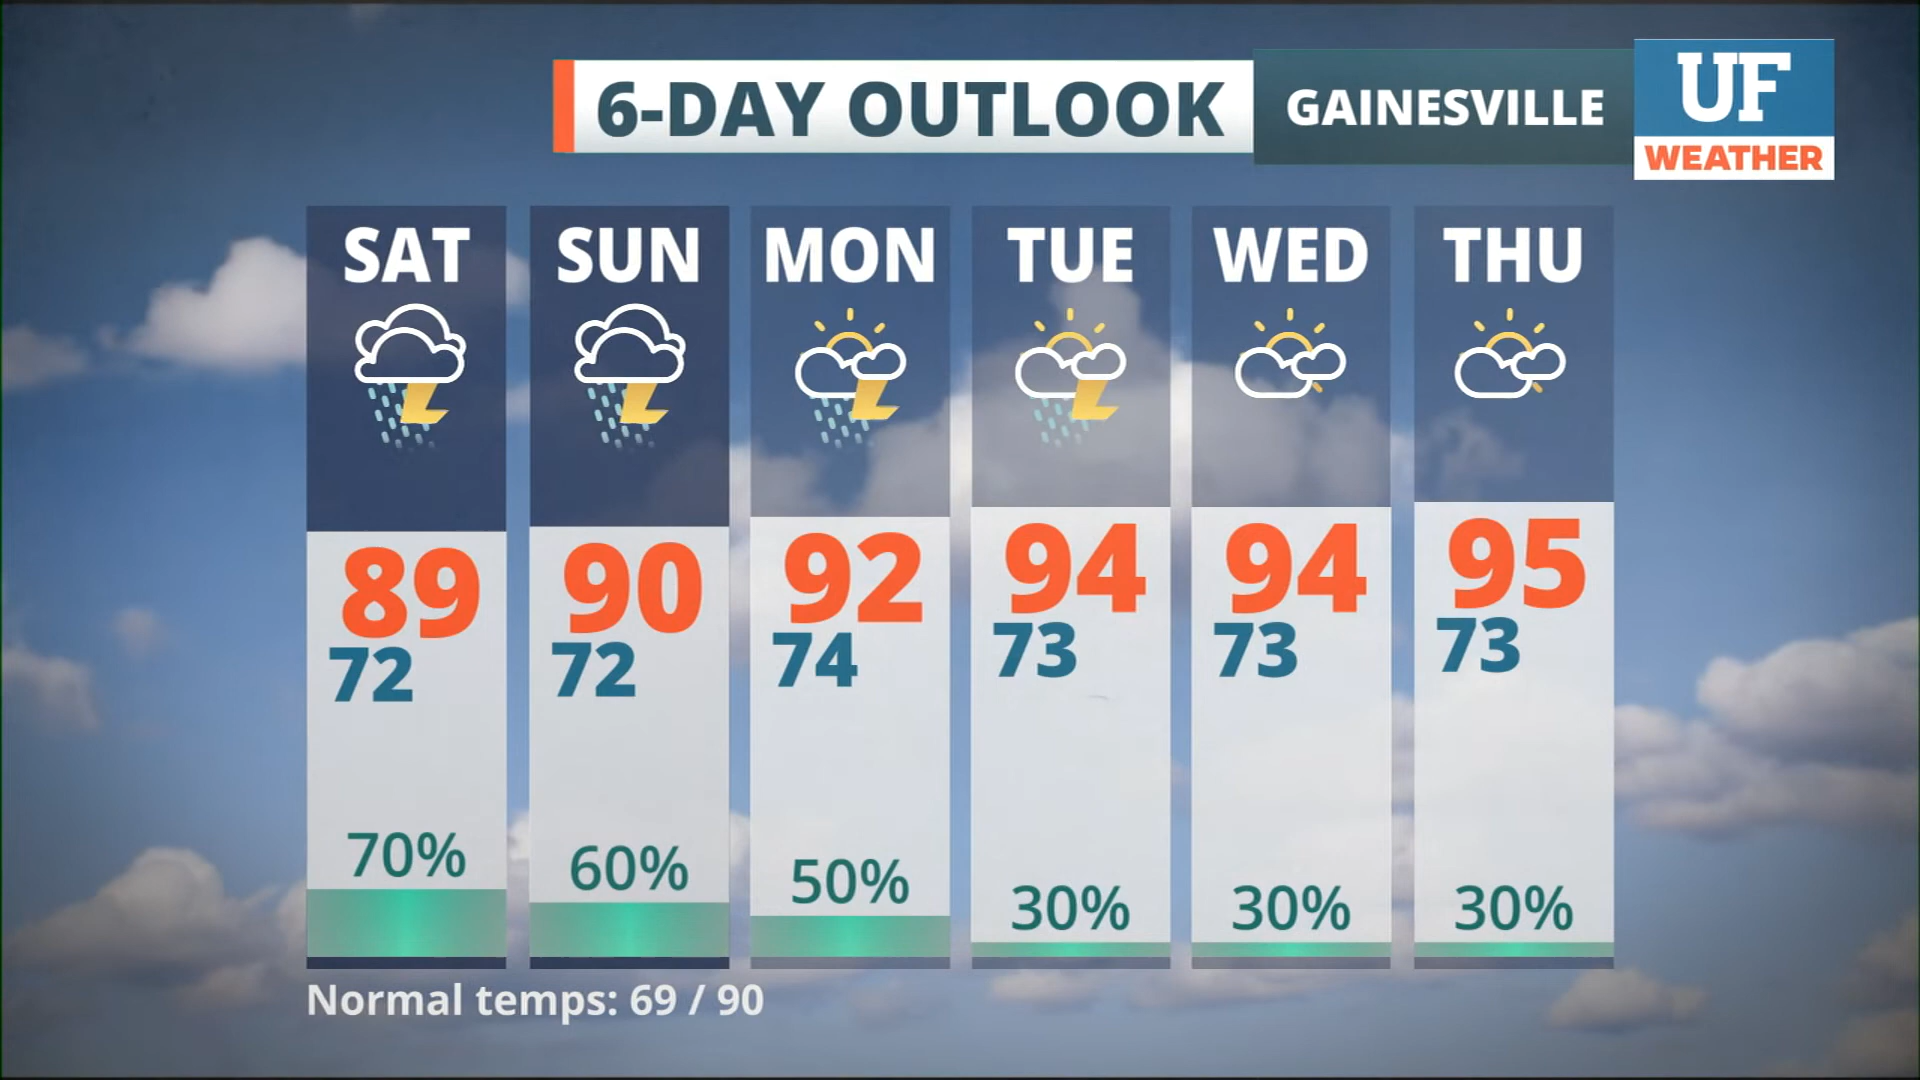 6-DAY OUTLOOK GAINESVILLE UF
WEATHER
SAT SUN MON TUE WED THU
89 90 92 94 94 95
72 72 74 73 73 73
70% 60% 50% 30% 30% 30%
Normal temps: 69 / 90